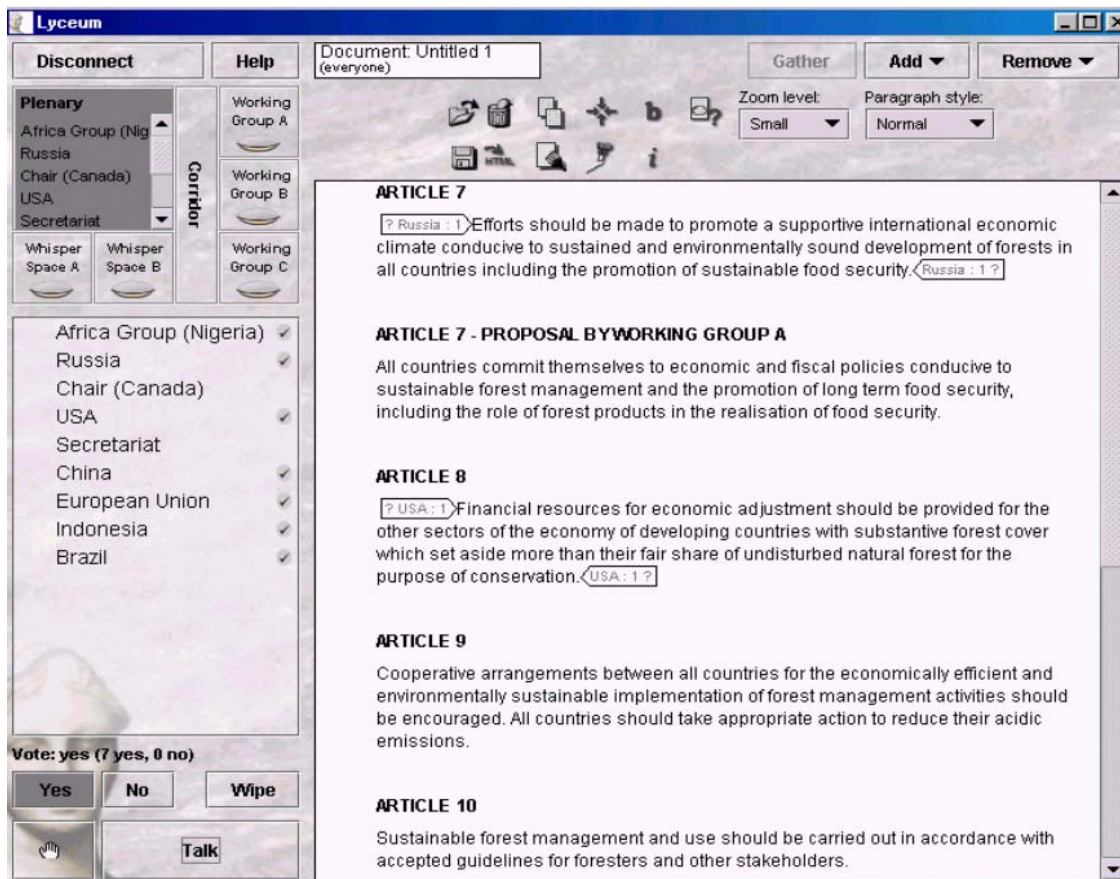 Lyceum
Disconnect
Help
Document: Untitled 1
(everyone)
Gather
Add
Remove
Plenary
Africa Group (Nig
Russia
Chair (Canada)
USA
Secretariat
Corridor
Working
Group A
Working
Group B
Working
Group C
Whisper
Space A
Whisper
Space B
Zoom level:
Small
Paragraph style:
Normal
b
HTML
i
Africa Group (Nigeria)
Russia
Chair (Canada)
USA
Secretariat
China
European Union
Indonesia
Brazil
Vote: yes (7 yes, 0 no)
Yes
No
Wipe
Talk
ARTICLE 7
? Russia : 1 Efforts should be made to promote a supportive international economic
climate conducive to sustained and environmentally sound development of forests in
all countries including the promotion of sustainable food security. Russia : 1 ?
ARTICLE 7 - PROPOSAL BY WORKING GROUP A
All countries commit themselves to economic and fiscal policies conducive to
sustainable forest management and the promotion of long term food security,
including the role of forest products in the realisation of food security.
ARTICLE 8
? USA : 1 Financial resources for economic adjustment should be provided for the
other sectors of the economy of developing countries with substantive forest cover
which set aside more than their fair share of undisturbed natural forest for the
purpose of conservation. USA : 1 ?
ARTICLE 9
Cooperative arrangements between all countries for the economically efficient and
environmentally sustainable implementation of forest management activities should
be encouraged. All countries should take appropriate action to reduce their acidic
emissions.
ARTICLE 10
Sustainable forest management and use should be carried out in accordance with
accepted guidelines for foresters and other stakeholders.